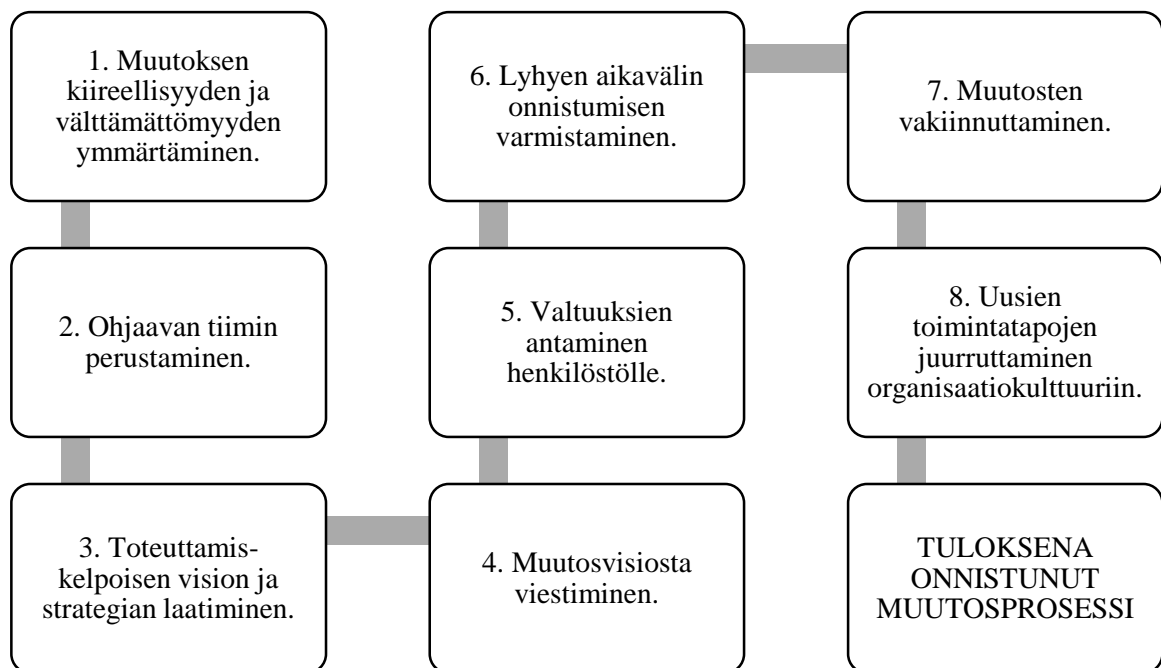 1. Muutoksen
kiireellisyyden ja
välttämättömyyden
ymmärtäminen.
2. Ohjaavan tiimin
perustaminen.
3. Toteuttamis-
kelpoisen vision ja
strategian laatiminen.
4. Muutosvisiosta
viestiminen.
5. Valtuuksien
antaminen
henkilöstölle.
6. Lyhyen aikavälin
onnistumisen
varmistaminen.
7. Muutosten
vakiinnuttaminen.
8. Uusien
toimintatapojen
juurruttaminen
organisaatiokulttuuriin.
TULOKSENA
ONNISTUNUT
MUUTOSPROSESSI